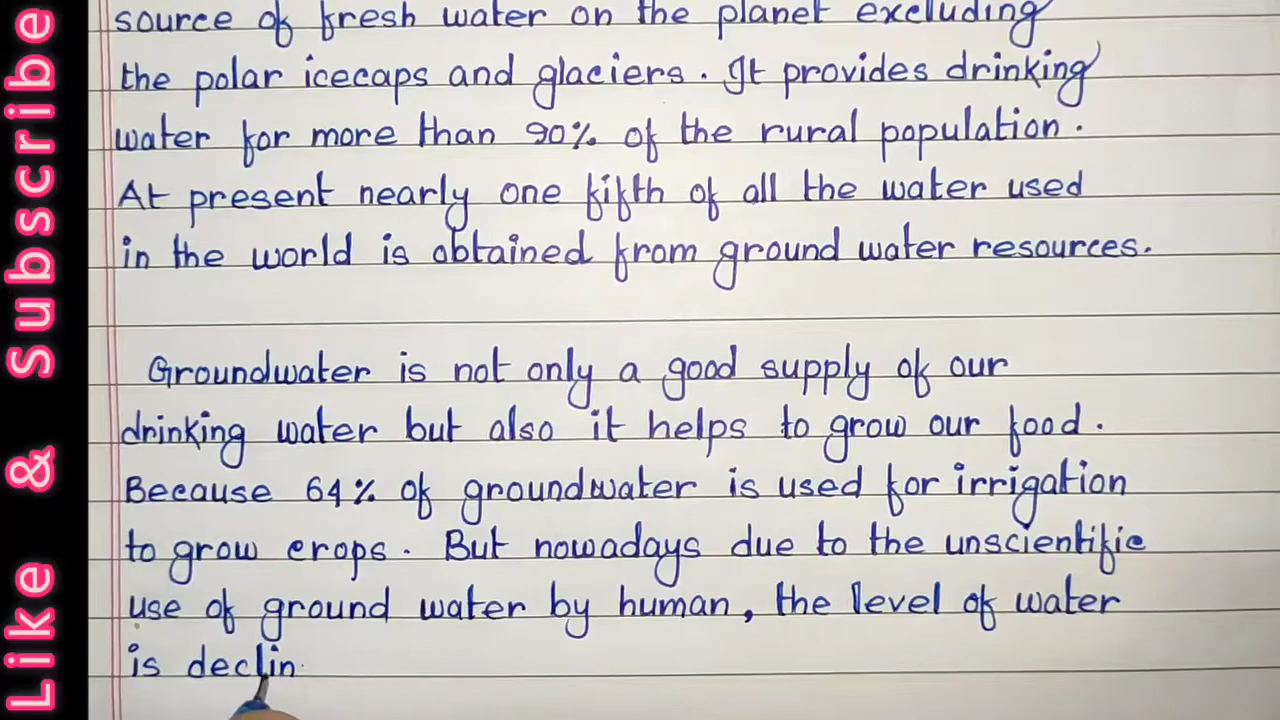 Like & Subscribe
source of fresh water on the planet excluding
the polar icecaps and glaciers. It provides drinking
water for more than 90% of the rural population.
At present nearly one fifth of all the water used
in the world is obtained from ground water resources.
Groundwater is not only a good supply of our
drinking water but also it helps to grow our food.
Because 64% of groundwater is used for irrigation
to grow crops. But nowadays due to the unscientific
use of ground water by human, the level of water
is declin